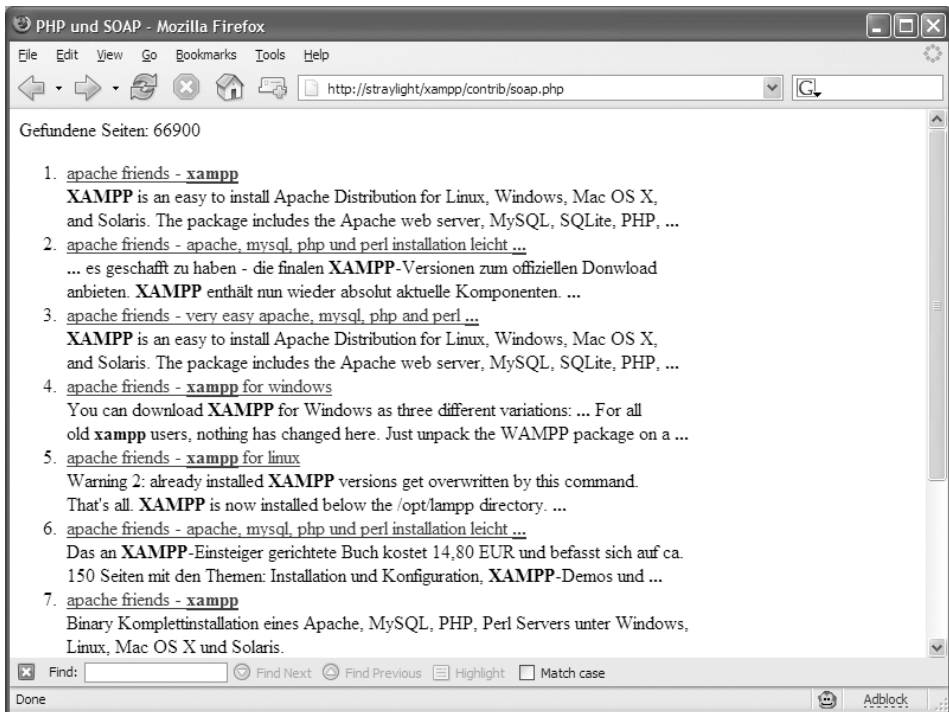 PHP und SOAP - Mozilla Firefox
File Edit View Go Bookmarks Tools Help
http://straylight/xampp/contrib/soap.php G
Gefundene Seiten: 66900
1. apache friends - xampp
XAMPP is an easy to install Apache Distribution for Linux, Windows, Mac OS X,
and Solaris. The package includes the Apache web server, MySQL, SQLite, PHP, ...
2. apache friends - apache, mysql, php und perl installation leicht ...
... es geschafft zu haben - die finalen XAMPP-Versionen zum offiziellen Donwload
anbieten. XAMPP enthält nun wieder absolut aktuelle Komponenten. ...
3. apache friends - very easy apache, mysql, php and perl ...
XAMPP is an easy to install Apache Distribution for Linux, Windows, Mac OS X,
and Solaris. The package includes the Apache web server, MySQL, SQLite, PHP, ...
4. apache friends - xampp for windows
You can download XAMPP for Windows as three different variations: ... For all
old xampp users, nothing has changed here. Just unpack the WAMPP package on a ...
5. apache friends - xampp for linux
Warning 2: already installed XAMPP versions get overwritten by this command.
That's all. XAMPP is now installed below the /opt/lampp directory. ...
6. apache friends - apache, mysql, php und perl installation leicht ...
Das an XAMPP-Einsteiger gerichtete Buch kostet 14,80 EUR und befasst sich auf ca.
150 Seiten mit den Themen: Installation und Konfiguration, XAMPP-Demos und ...
7. apache friends - xampp
Binary Komplettinstallation eines Apache, MySQL, PHP, Perl Servers unter Windows,
Linux, Mac OS X und Solaris.
Find: Find Next Find Previous Highlight Match case
Done Adblock